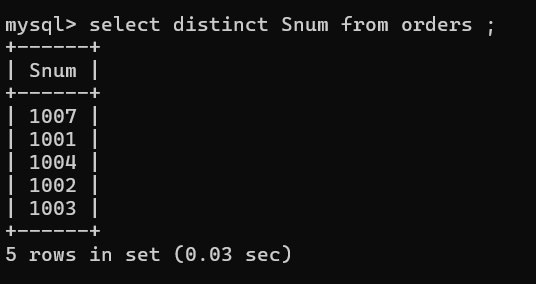 mysql> select distinct Snum from orders ;
+------+
| Snum |
+------+
| 1007 |
| 1001 |
| 1004 |
| 1002 |
| 1003 |
+------+
5 rows in set (0.03 sec)